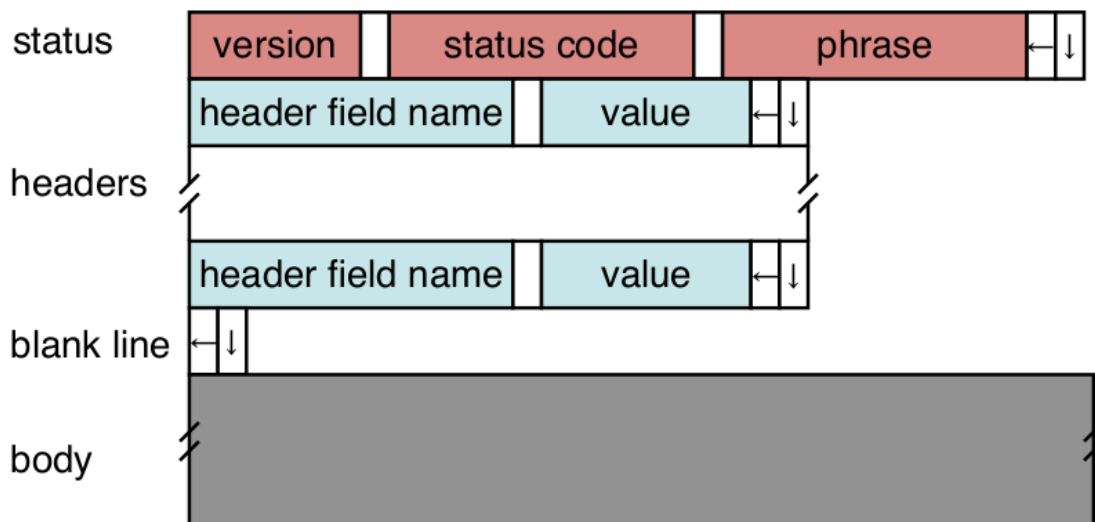 status version status code phrase ← ↓
header field name value ← ↓
headers
header field name value ← ↓
blank line ← ↓
body